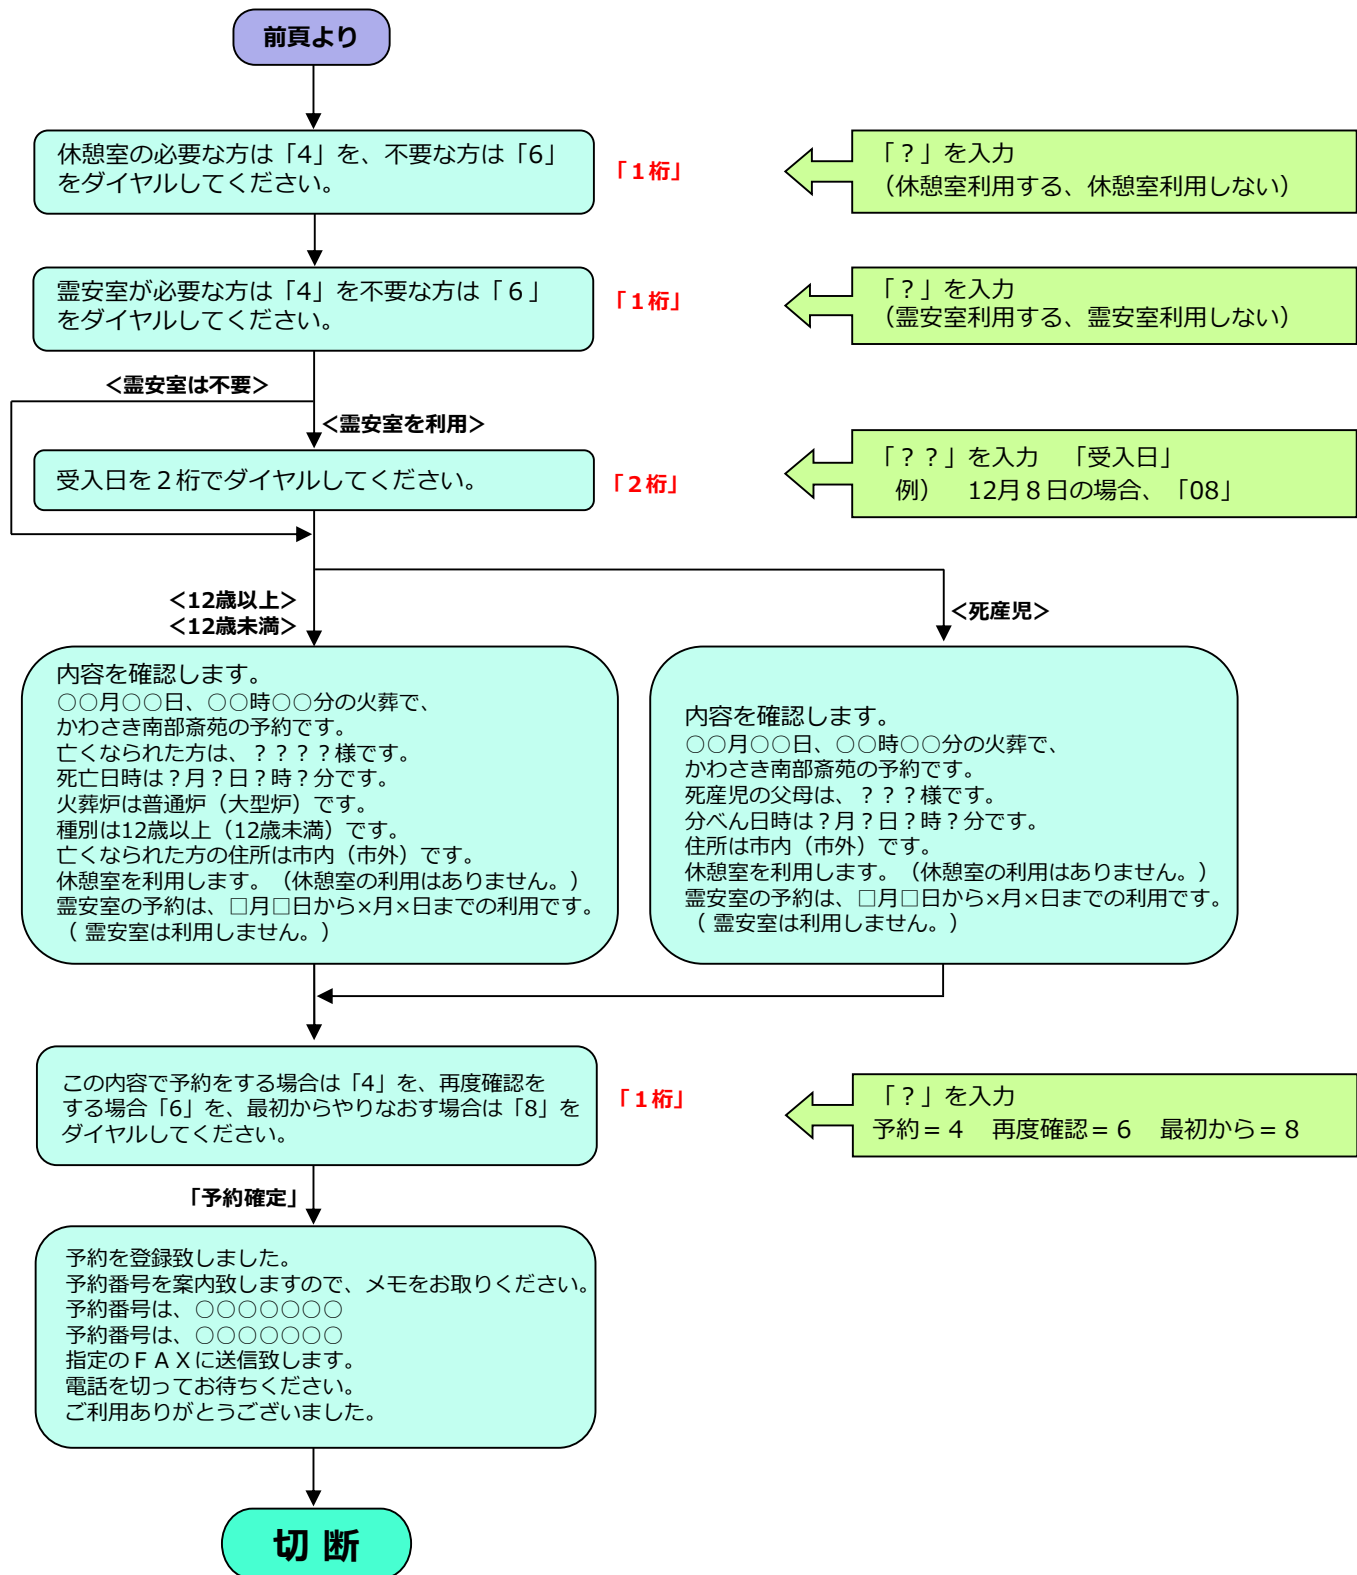 前頁より
休憩室の必要な方は「4」を、不要な方は「6」
をダイヤルしてください。
「１桁」
「？」を入力
（休憩室利用する、休憩室利用しない）
霊安室が必要な方は「4」を不要な方は「６」
をダイヤルしてください。
「１桁」
「？」を入力
（霊安室利用する、霊安室利用しない）
＜霊安室は不要＞
＜霊安室を利用＞
受入日を２桁でダイヤルしてください。
「２桁」
「？？」を入力　「受入日」
例）　12月８日の場合、「08」
＜12歳以上＞
＜12歳未満＞
＜死産児＞
内容を確認します。
○○月○○日、○○時○○分の火葬で、
かわさき南部斎苑の予約です。
亡くなられた方は、？？？？様です。
死亡日時は？月？日？時？分です。
火葬炉は普通炉（大型炉）です。
種別は12歳以上（12歳未満）です。
亡くなられた方の住所は市内（市外）です。
休憩室を利用します。（休憩室の利用はありません。）
霊安室の予約は、□月□日から×月×日までの利用です。
（ 霊安室は利用しません。）
内容を確認します。
○○月○○日、○○時○○分の火葬で、
かわさき南部斎苑の予約です。
死産児の父母は、？？？様です。
分べん日時は？月？日？時？分です。
住所は市内（市外）です。
休憩室を利用します。（休憩室の利用はありません。）
霊安室の予約は、□月□日から×月×日までの利用です。
（ 霊安室は利用しません。）
この内容で予約をする場合は「4」を、再度確認を
する場合「6」を、最初からやりなおす場合は「8」を
ダイヤルしてください。
「１桁」
「？」を入力
予約＝４　再度確認＝６　最初から＝８
「予約確定」
予約を登録致しました。
予約番号を案内致しますので、メモをお取りください。
予約番号は、○○○○○○○
予約番号は、○○○○○○○
指定のＦＡＸに送信致します。
電話を切ってお待ちください。
ご利用ありがとうございました。
切 断